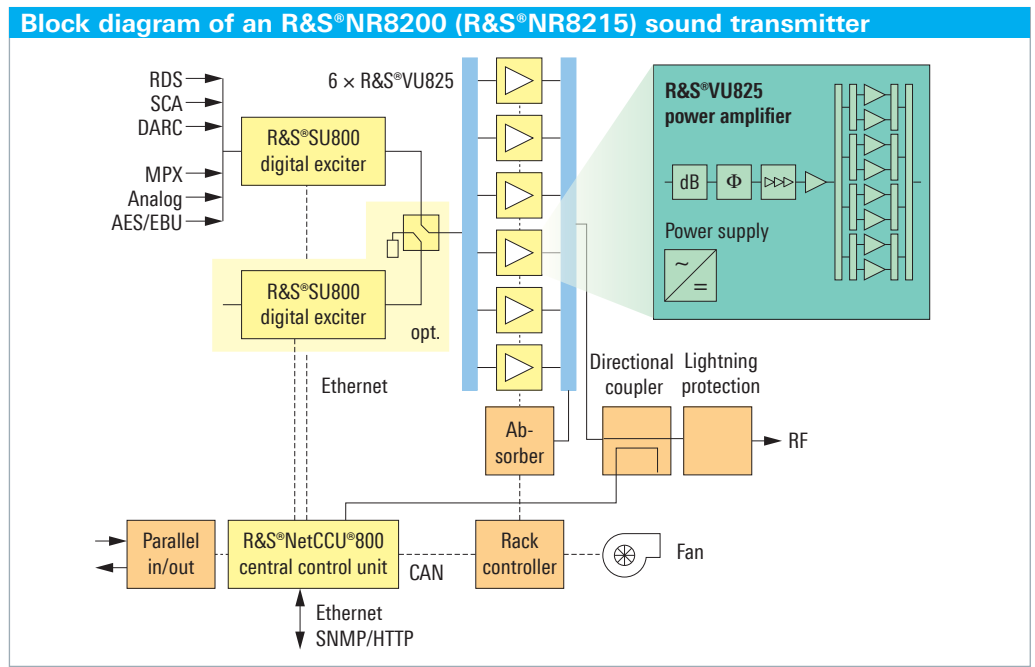 Block diagram of an R&S®NR8200 (R&S®NR8215) sound transmitter
RDS
SCA
DARC
MPX
Analog
AES/EBU
R&S®SU800
digital exciter
R&S®SU800
digital exciter
opt.
6 × R&S®VU825
R&S®VU825
power amplifier
dB
Φ
Power supply
~
=
Ethernet
Ab-
sorber
Directional
coupler
Lightning
protection
RF
Parallel
in/out
R&S®NetCCU®800
central control unit
CAN
Rack
controller
Fan
Ethernet
SNMP/HTTP